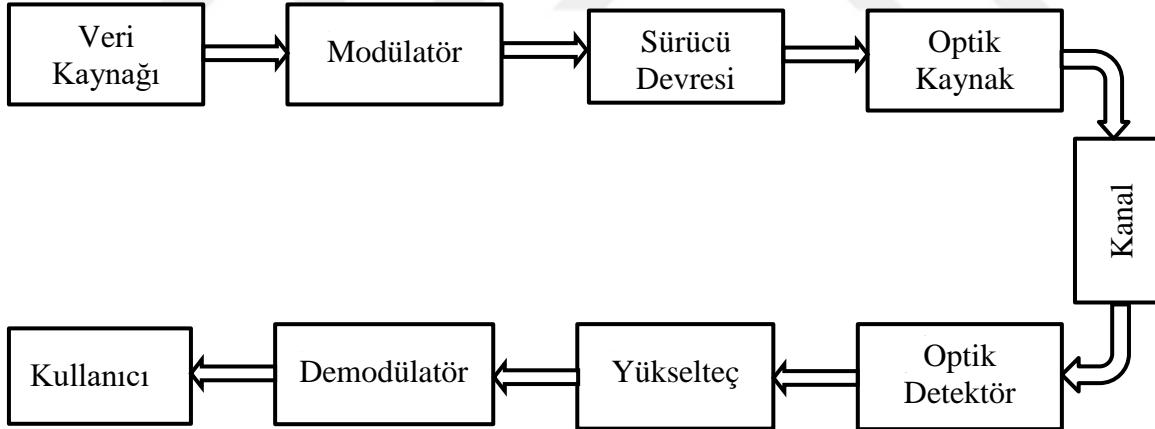 Veri
Kaynağı
Modülatör
Sürücü
Devresi
Optik
Kaynak
Kanal
Optik
Detektör
Yükselteç
Demodülatör
Kullanıcı